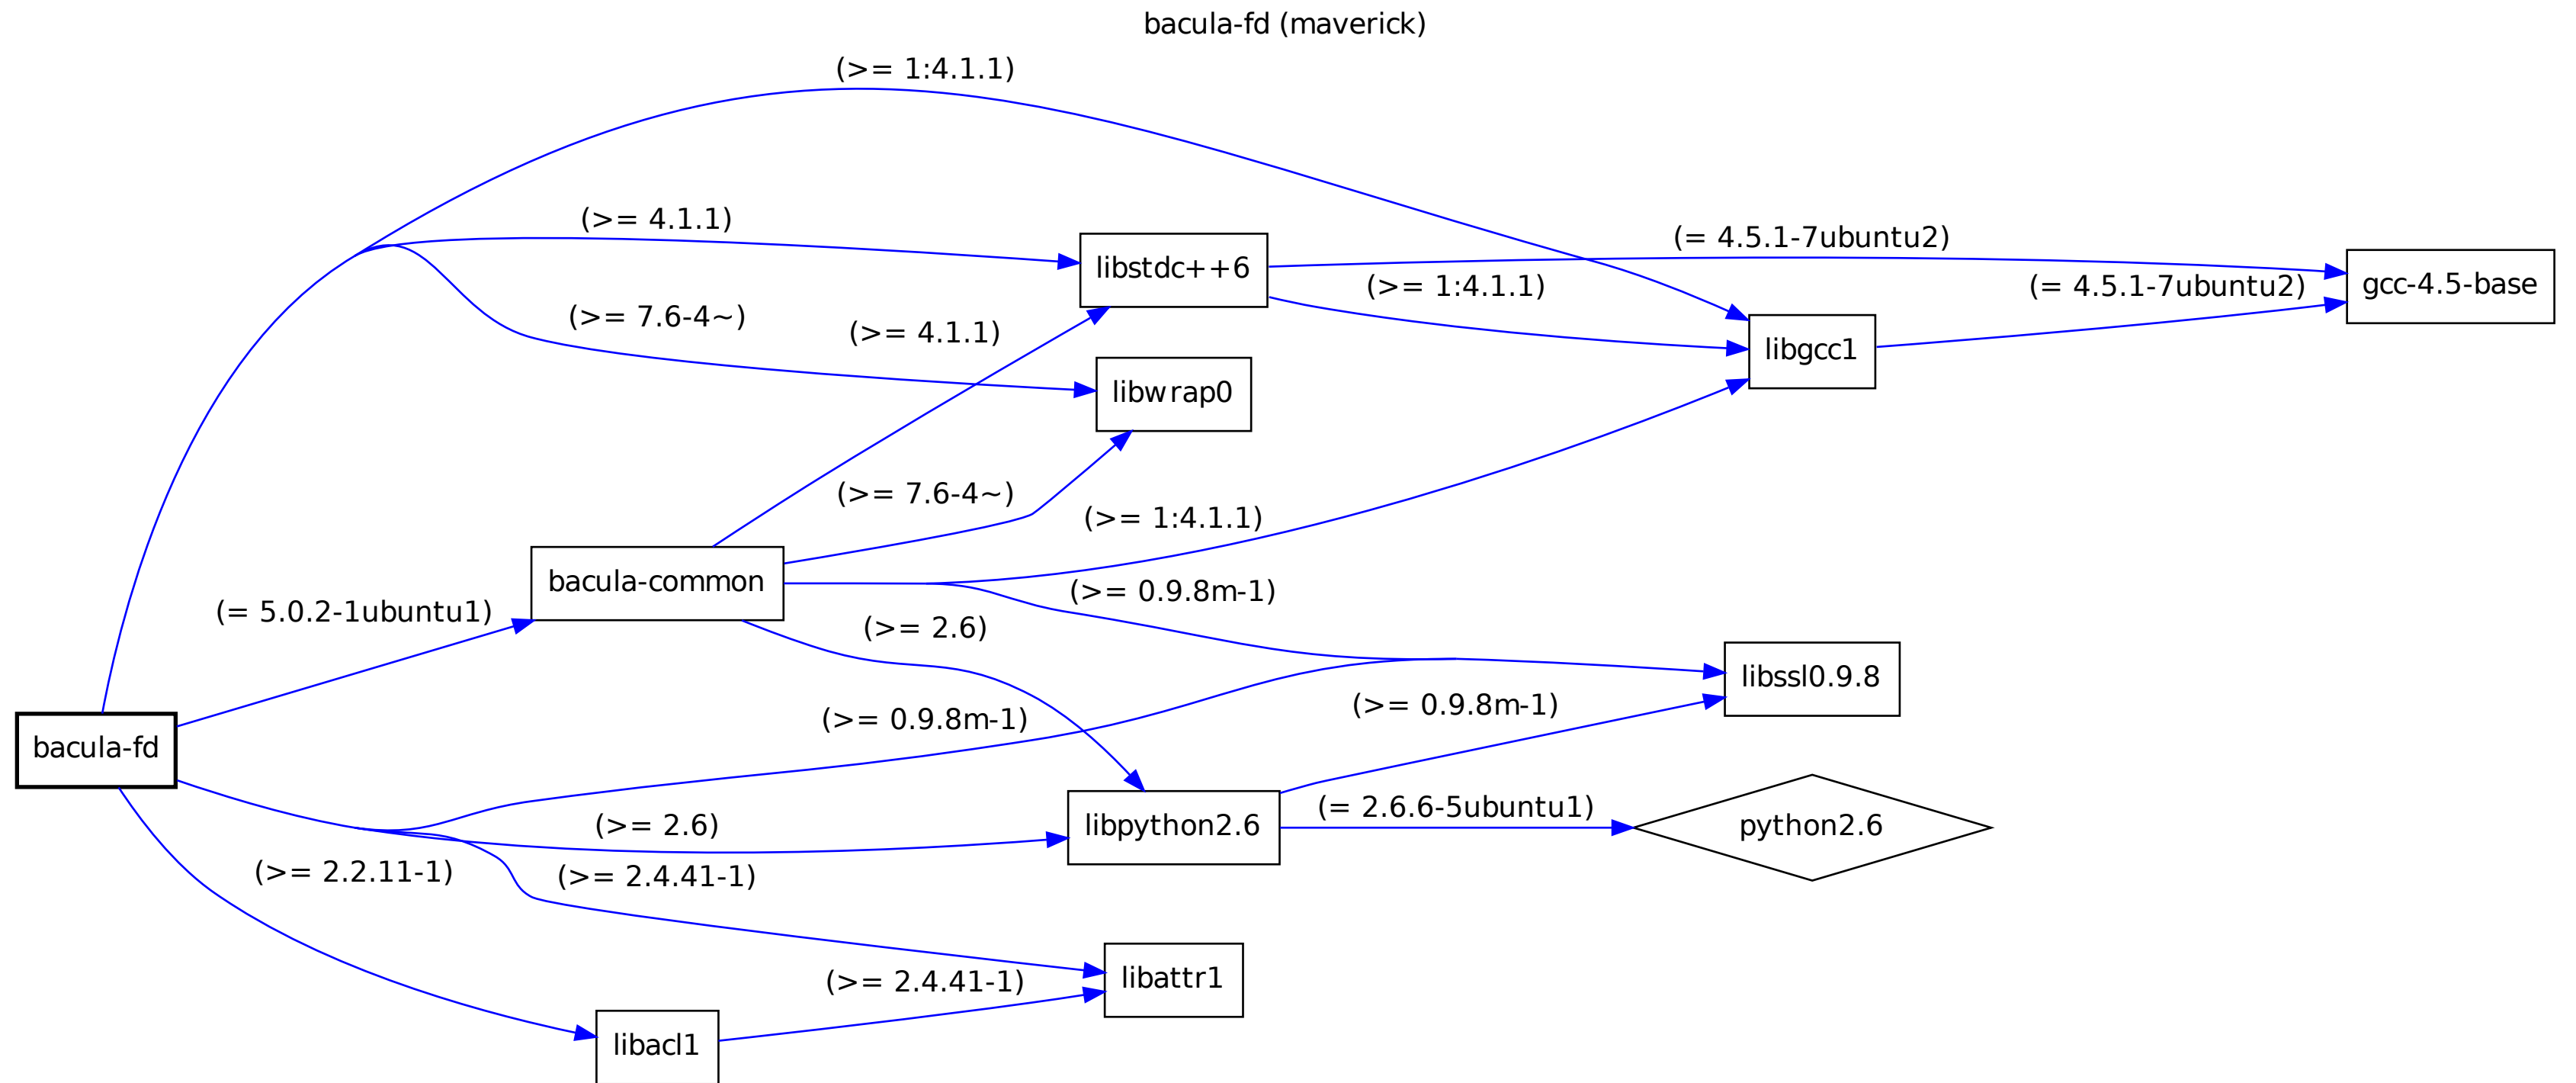 bacula-fd (maverick)
(>= 1:4.1.1)
(>= 4.1.1)
(= 4.5.1-7ubuntu2)
libstdc++6
(>= 1:4.1.1)
(= 4.5.1-7ubuntu2)
gcc-4.5-base
(>= 7.6-4~)
(>= 4.1.1)
libgcc1
libwrap0
(>= 7.6-4~)
(>= 1:4.1.1)
bacula-common
(>= 0.9.8m-1)
(= 5.0.2-1ubuntu1)
(>= 2.6)
libssl0.9.8
(>= 0.9.8m-1)
(>= 0.9.8m-1)
bacula-fd
(>= 2.6)
libpython2.6
(= 2.6.6-5ubuntu1)
python2.6
(>= 2.2.11-1)
(>= 2.4.41-1)
(>= 2.4.41-1)
libattr1
libacl1